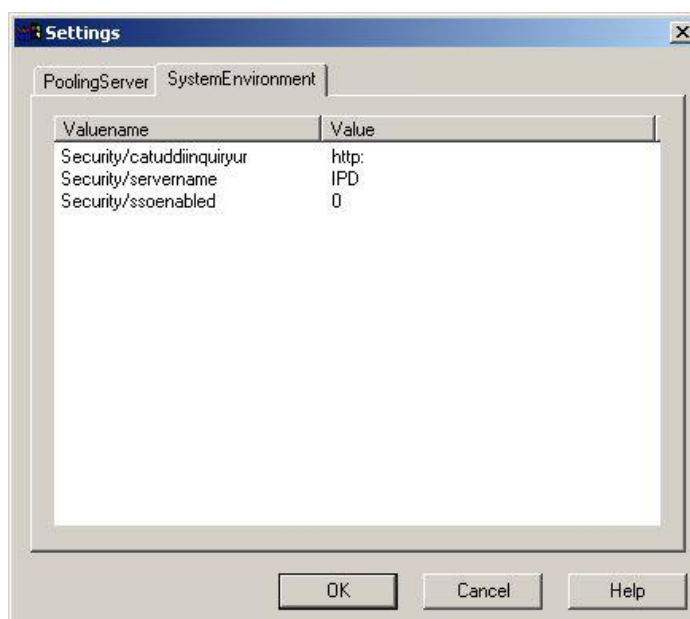 Settings
PoolingServer SystemEnvironment
Valuename Value
Security/catuddiinquiryur http:
Security/servername IPD
Security/ssoenabled 0
OK Cancel Help